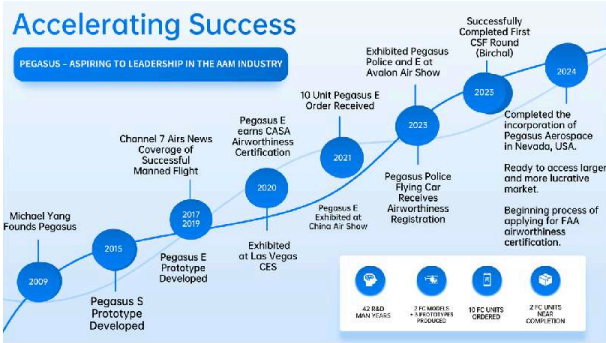 Accelerating Success
PEGASUS – ASPIRING TO LEADERSHIP IN THE AAM INDUSTRY
Michael Yang
Founds Pegasus
2009
2015
Pegasus S
Prototype
Developed
Channel 7 Airs News
Coverage of
Successful
Manned Flight
2017
2019
Pegasus E
Prototype
Developed
Pegasus E
earns CASA
Airworthiness
Certification
2020
Exhibited
at Las Vegas
CES
10 Unit Pegasus E
Order Received
2021
Pegasus E
Exhibited at
China Air Show
Exhibited Pegasus
Police and E at
Avalon Air Show
2023
Pegasus Police
Flying Car
Receives
Airworthiness
Registration
Successfully
Completed First
CSF Round
(Birchal)
2023
2024
Completed the
incorporation of
Pegasus Aerospace
in Nevada, USA.
Ready to access larger
and more lucrative
market.
Beginning process of
applying for FAA
airworthiness
certification.
42 R&D
MAN YEARS
2 FC MODELS
+ 3 PROTOTYPES
PRODUCED
10 FC UNITS
ORDERED
2 FC UNITS
NEAR
COMPLETION